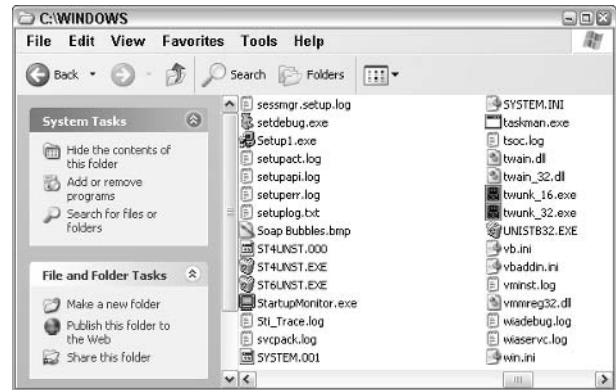 C:\WINDOWS
File Edit View Favorites Tools Help
Back Search Folders
System Tasks
Hide the contents of
this folder
Add or remove
programs
Search for files or
folders
File and Folder Tasks
Make a new folder
Publish this folder to
the Web
Share this folder
sessmgr.setup.log
setdebug.exe
Setup1.exe
setupact.log
setupapi.log
setuperr.log
setuplog.txt
Soap Bubbles.bmp
ST4UNST.000
ST4UNST.EXE
ST6UNST.EXE
StartupMonitor.exe
Sti_Trace.log
svcpack.log
SYSTEM.001
SYSTEM.INI
taskman.exe
tsoc.log
twain.dll
twain_32.dll
twunk_16.exe
twunk_32.exe
UNISTB32.EXE
vb.ini
vbaddin.ini
vminst.log
vmmreg32.dll
wiadebug.log
wiaservc.log
win.ini